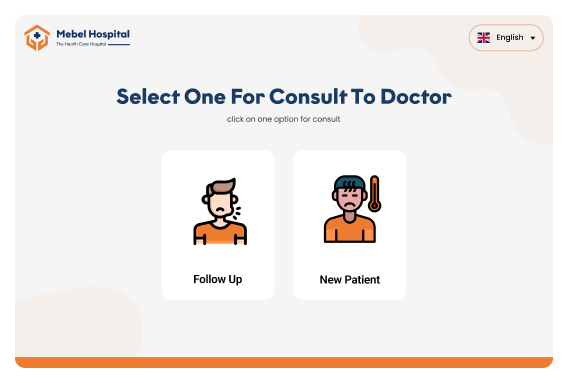 Mebel Hospital
The Health Care Hospital
English
Select One For Consult To Doctor
click on one option for consult
Follow Up
New Patient